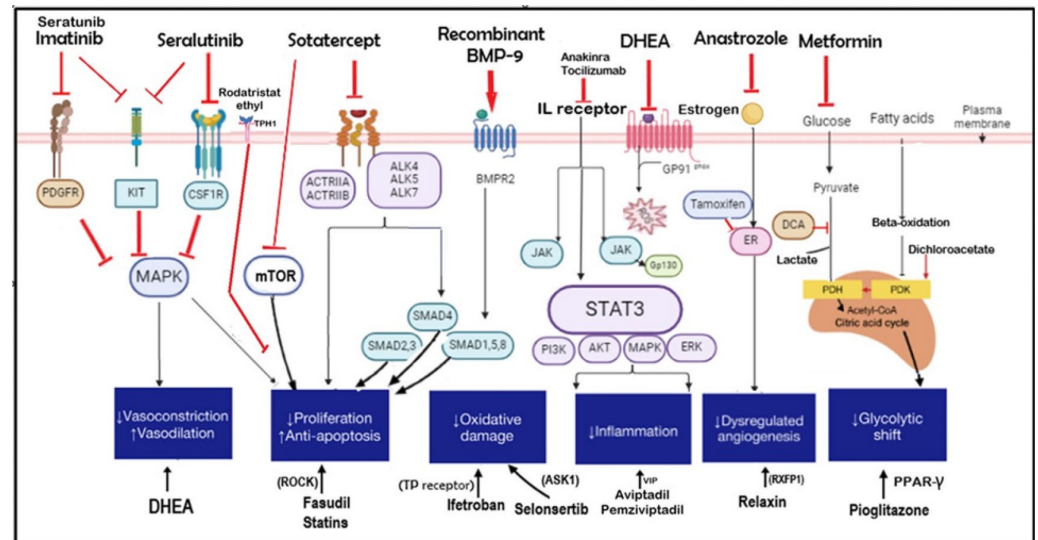 Seratunib
Imatinib
Seralutinib
Sotatercept
Recombinant
BMP-9
DHEA
Anastrozole
Metformin
Anakinra
Tocilizumab
IL receptor
Estrogen
Glucose
Fatty acids
Plasma
membrane
Rodatristat
ethyl
TPH1
PDGFR
KIT
CSF1R
ACTRIIA
ACTRIIB
ALK4
ALK5
ALK7
BMPR2
GP91 phox
ROS
Pyruvate
Tamoxifen
ER
DCA
Beta-oxidation
Lactate
Dichloroacetate
JAK
JAK
Gp130
MAPK
mTOR
STAT3
PDH
PDK
Acetyl-CoA
Citric acid cycle
SMAD4
SMAD2,3
SMAD1,5,8
PI3K
AKT
MAPK
ERK
↓Vasoconstriction
↑Vasodilation
↓Proliferation
↑Anti-apoptosis
↓Oxidative
damage
↓Inflammation
↓Dysregulated
angiogenesis
↓Glycolytic
shift
DHEA
(ROCK)
Fasudil
Statins
(TP receptor)
Ifetroban
(ASK1)
Selonsertib
VIP
Aviptadil
Pemziviptadil
(RXFP1)
Relaxin
PPAR-γ
Pioglitazone